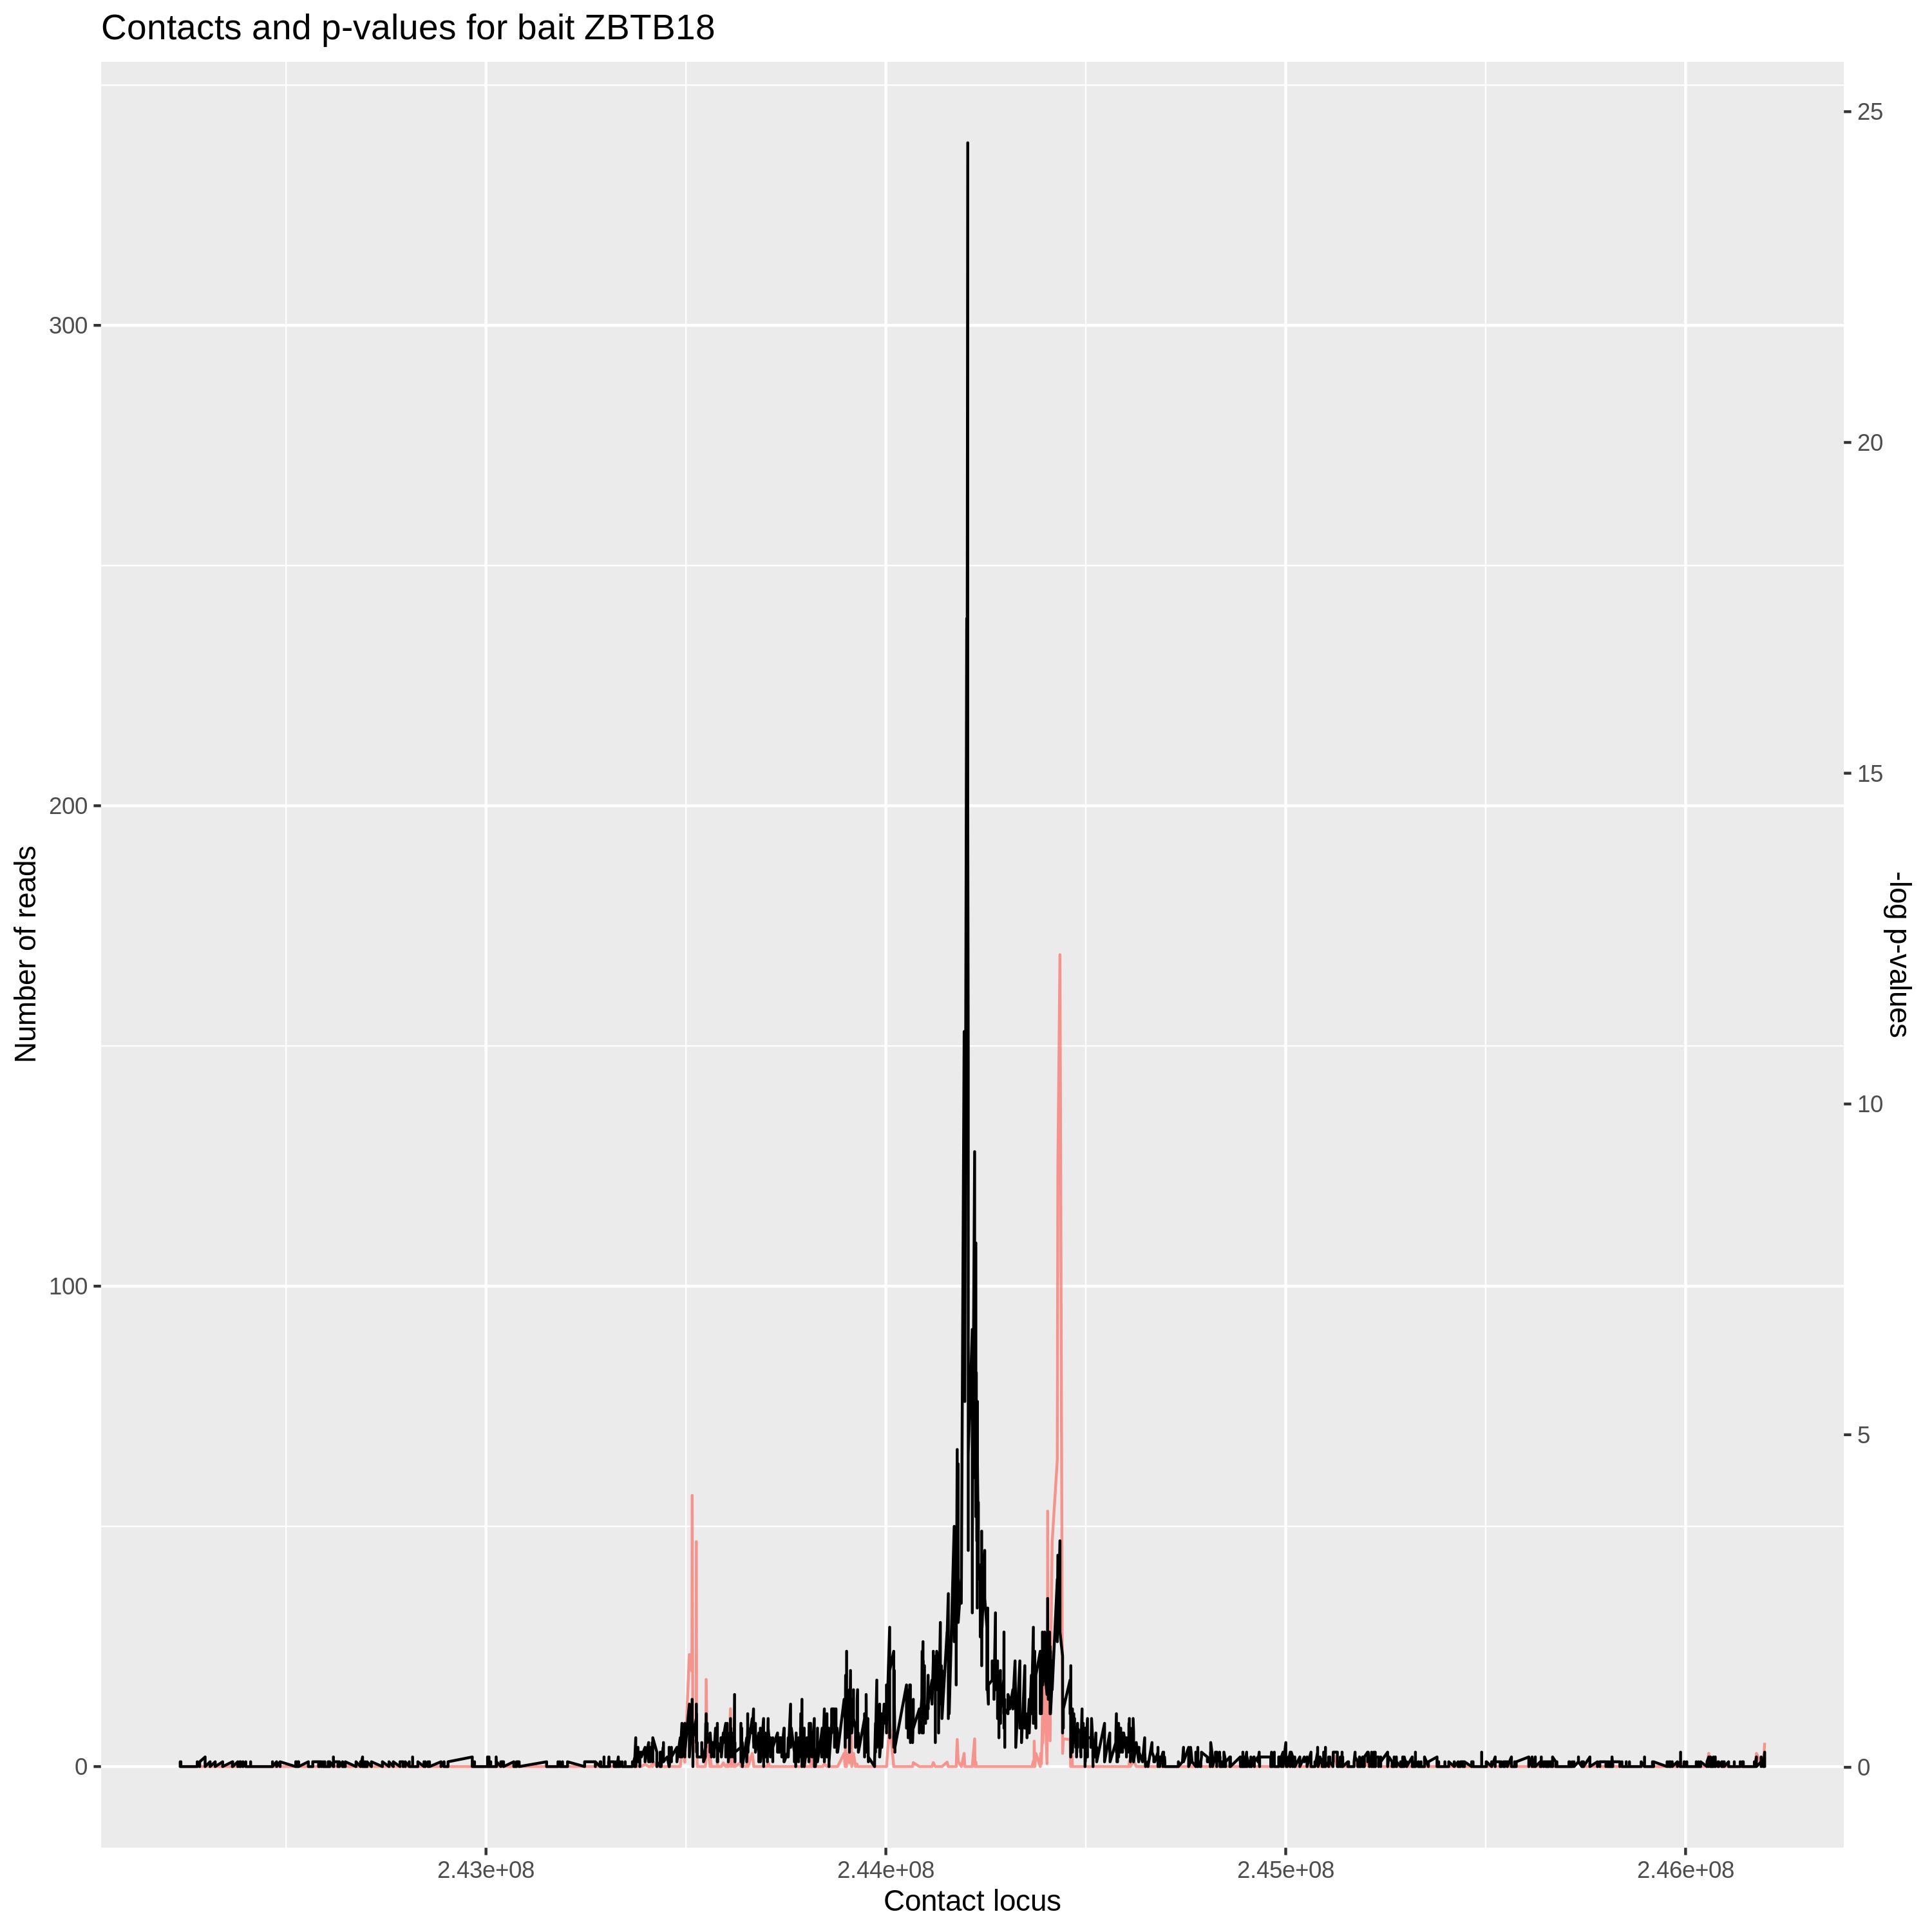 Contacts and p-values for bait ZBTB18
300
200
100
0
Number of reads
25
20
15
10
5
0
-log p-values
2.43e+08
2.44e+08
2.45e+08
2.46e+08
Contact locus